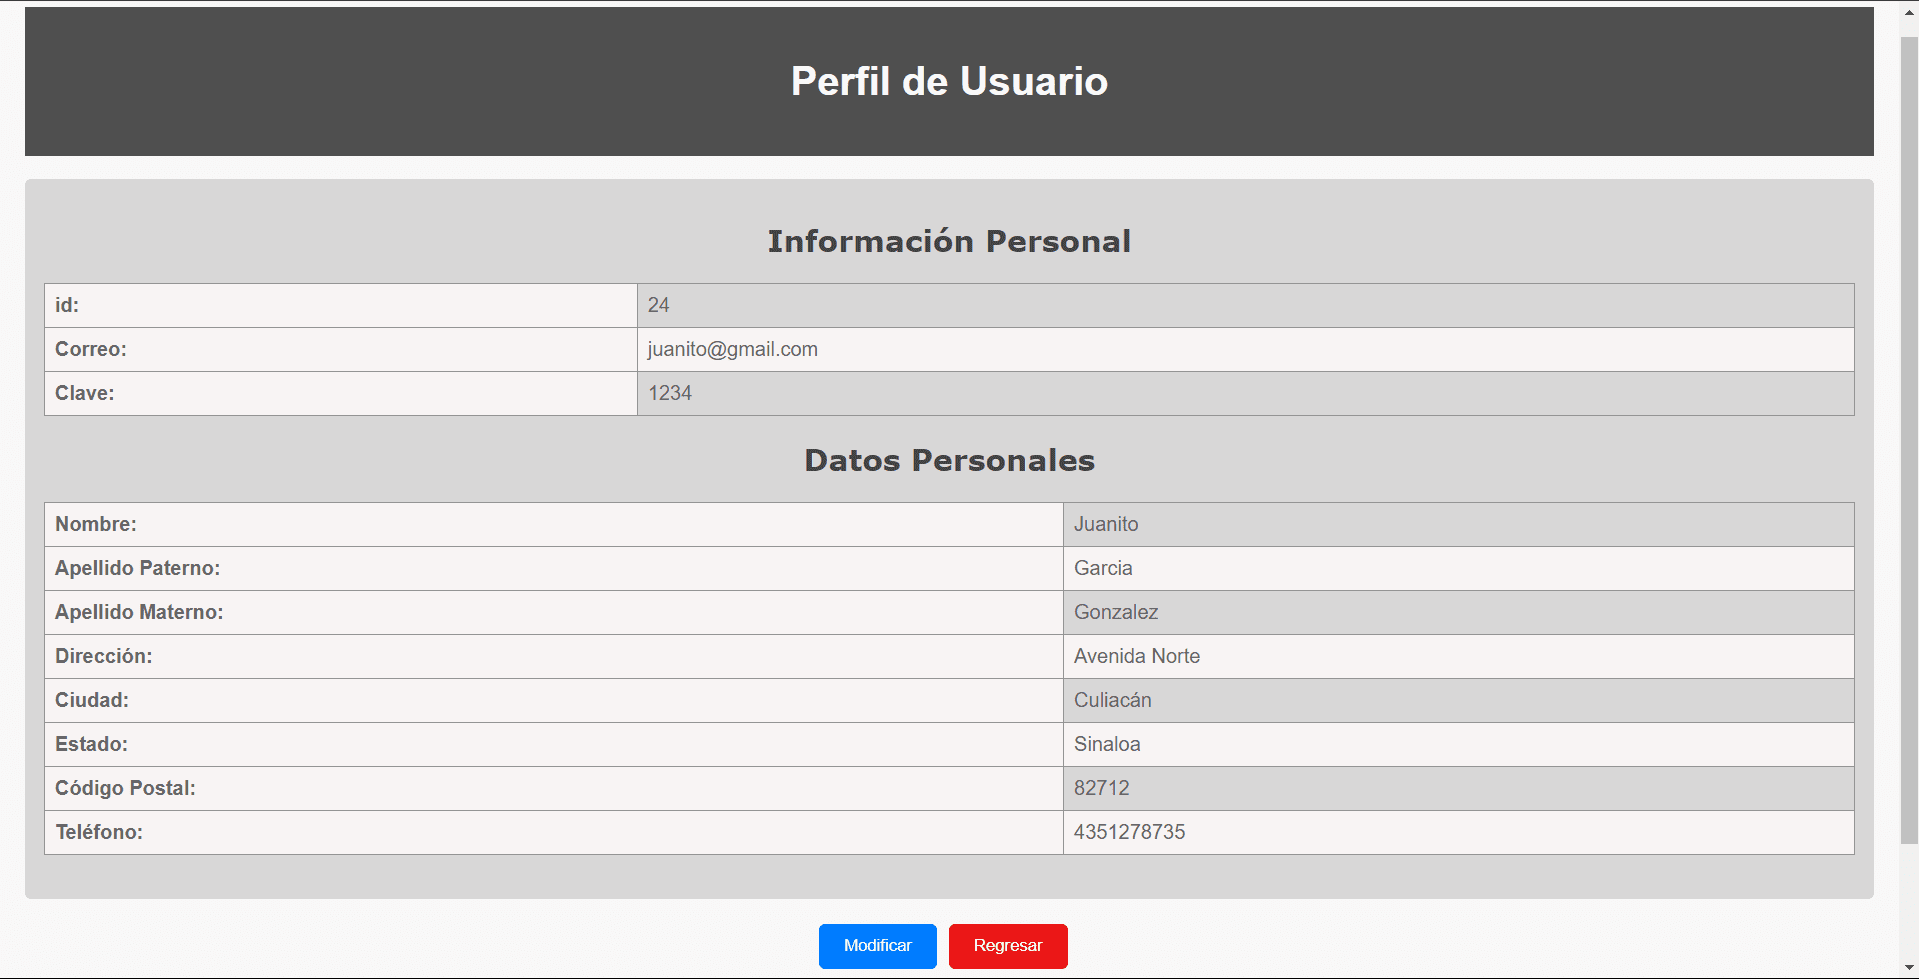 Perfil de Usuario
Información Personal
id: 24
Correo: juanito@gmail.com
Clave: 1234
Datos Personales
Nombre: Juanito
Apellido Paterno: Garcia
Apellido Materno: Gonzalez
Dirección: Avenida Norte
Ciudad: Culiacán
Estado: Sinaloa
Código Postal: 82712
Teléfono: 4351278735
Modificar Regresar